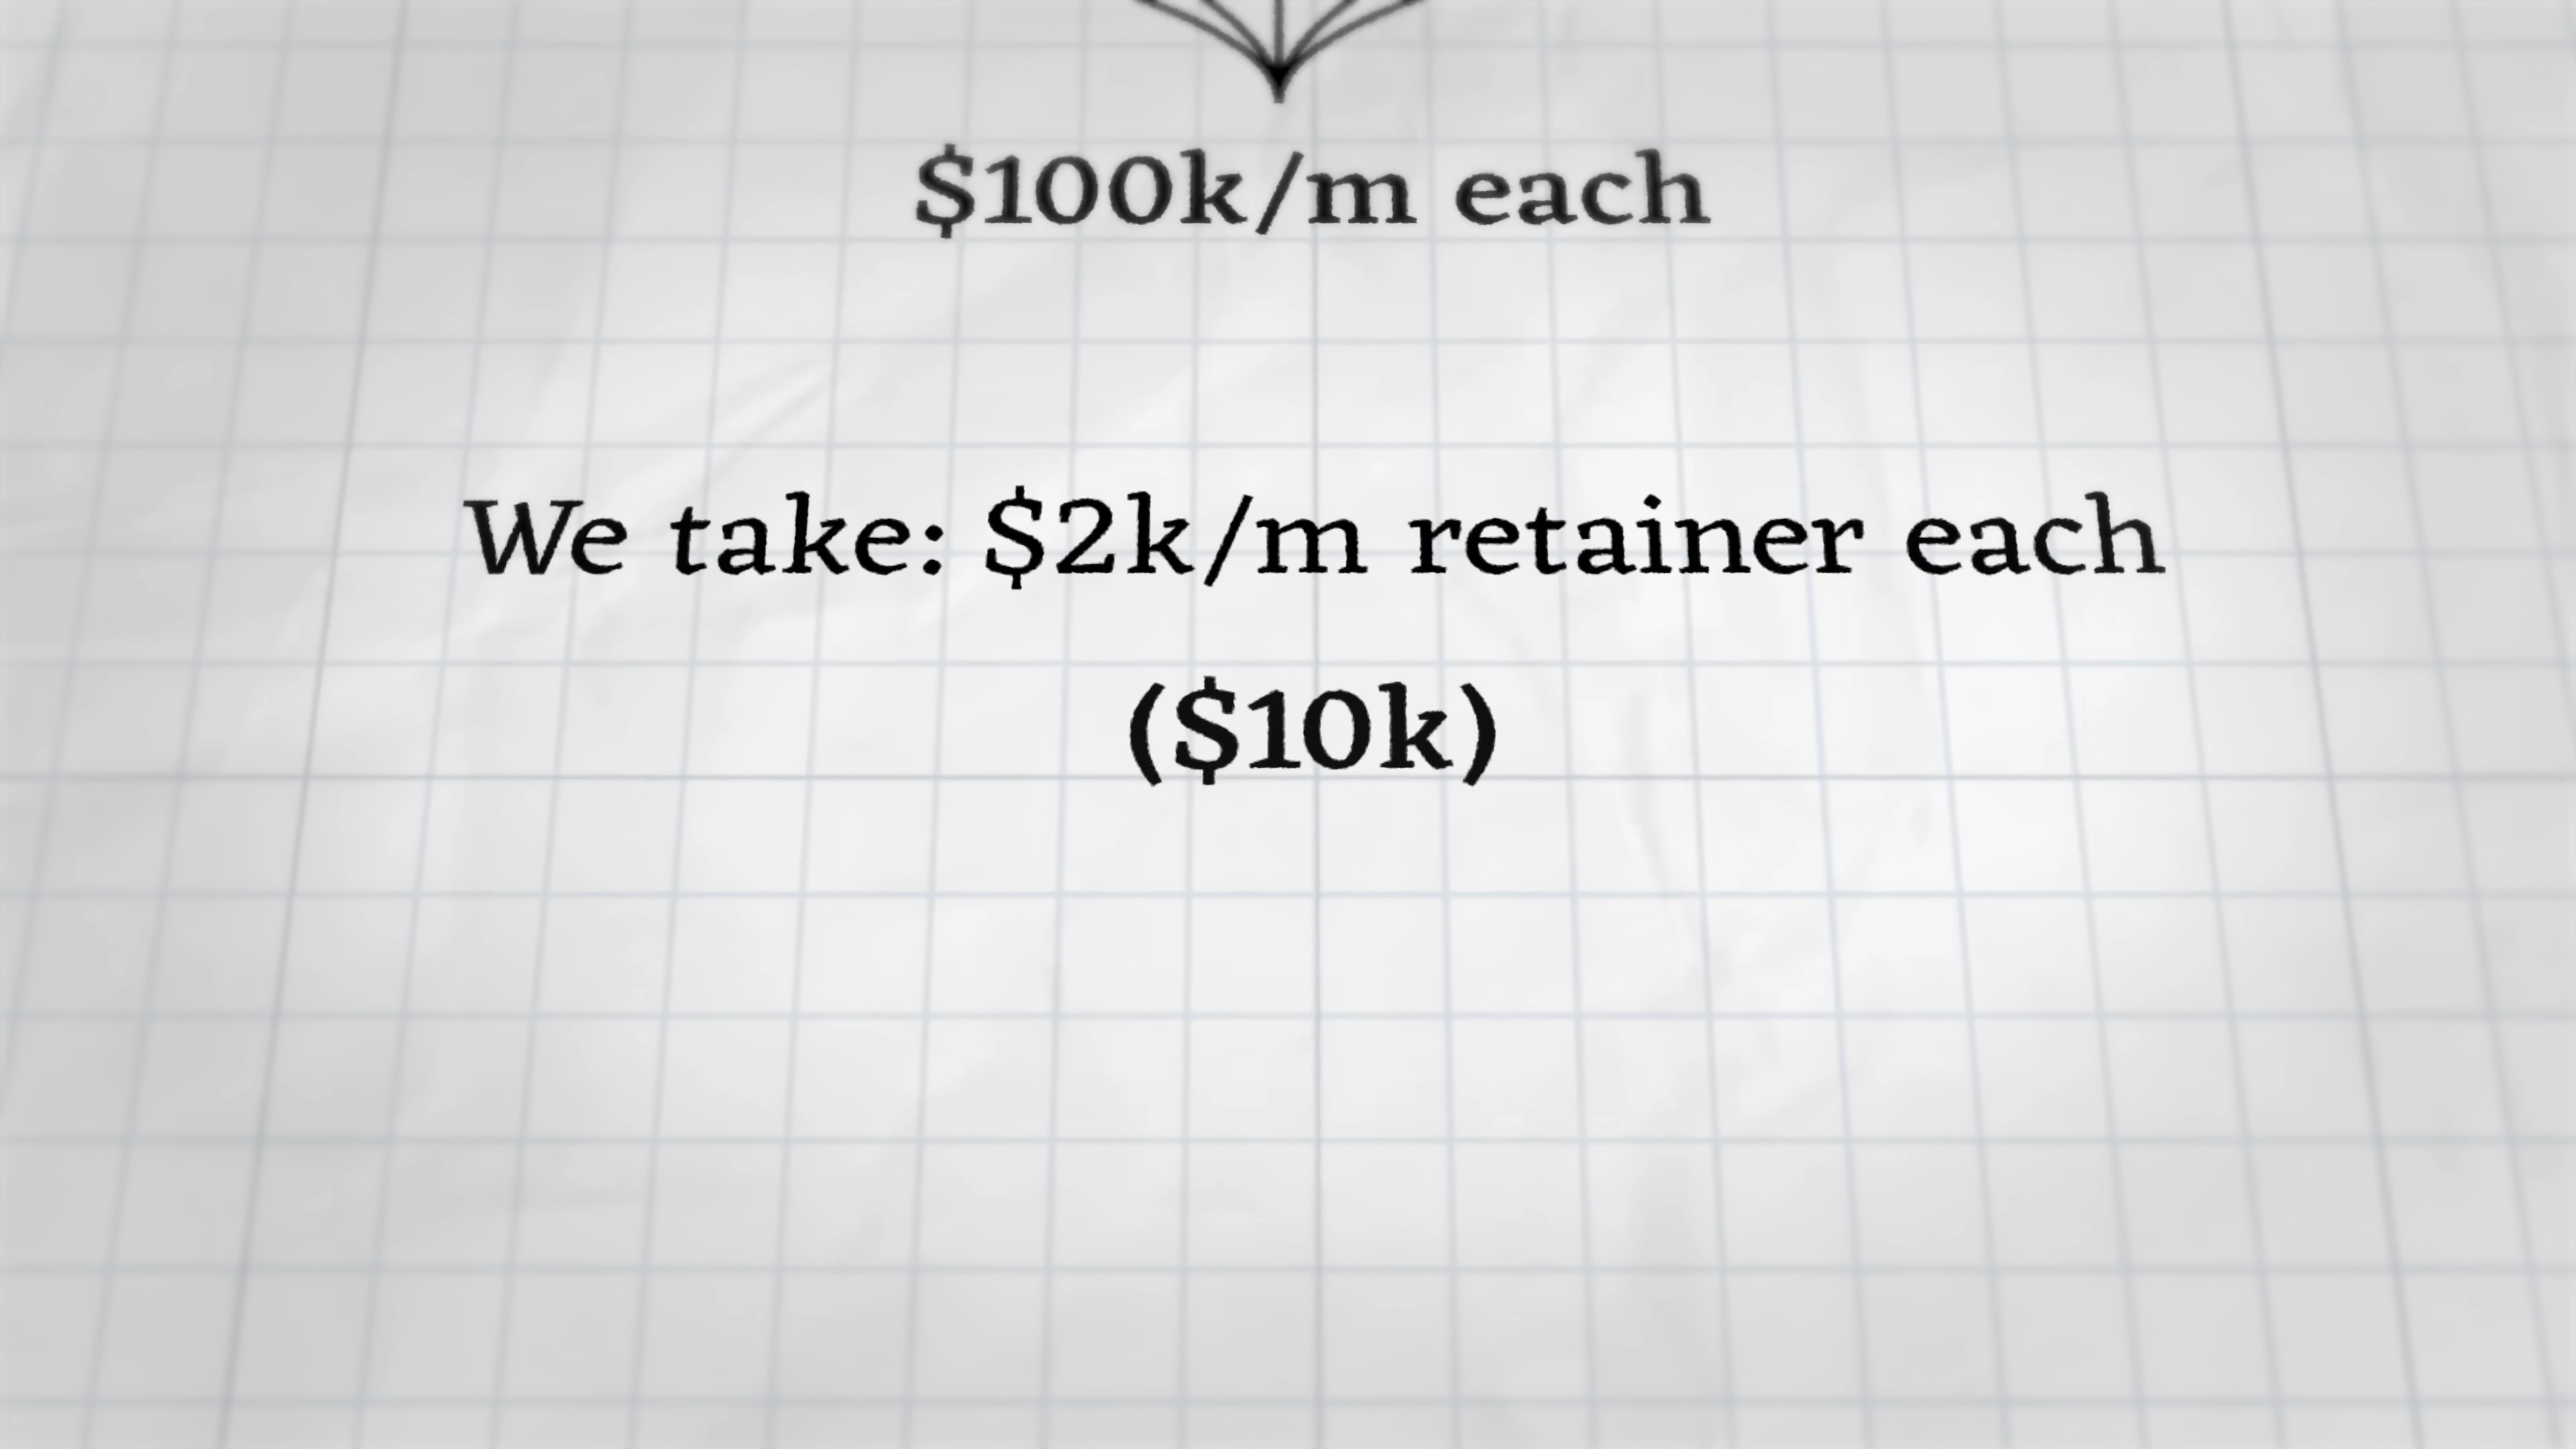 $100k/m each
We take: $2k/m retainer each
($10k)